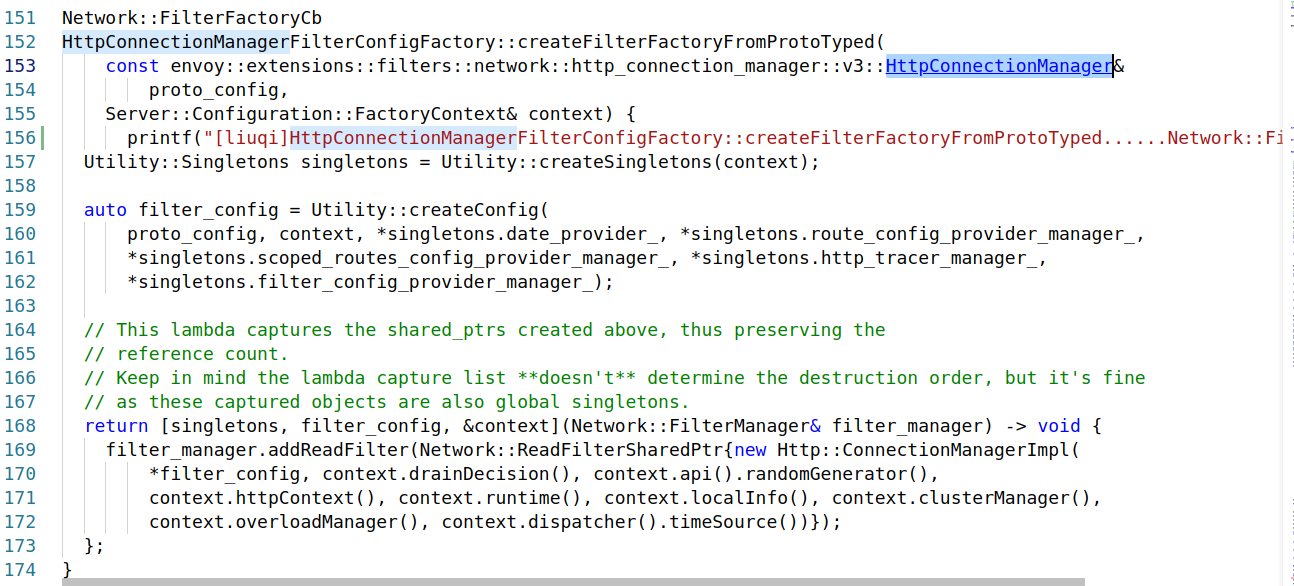 151 Network::FilterFactoryCb
152 HttpConnectionManagerFilterConfigFactory::createFilterFactoryFromProtoTyped(
153     const envoy::extensions::filters::network::http_connection_manager::v3::HttpConnectionManager&
154         proto_config,
155     Server::Configuration::FactoryContext& context) {
156       printf("[liuqi]HttpConnectionManagerFilterConfigFactory::createFilterFactoryFromProtoTyped......Network::Fi
157   Utility::Singletons singletons = Utility::createSingletons(context);
158
159   auto filter_config = Utility::createConfig(
160       proto_config, context, *singletons.date_provider_, *singletons.route_config_provider_manager_,
161       *singletons.scoped_routes_config_provider_manager_, *singletons.http_tracer_manager_,
162       *singletons.filter_config_provider_manager_);
163
164   // This lambda captures the shared_ptrs created above, thus preserving the
165   // reference count.
166   // Keep in mind the lambda capture list **doesn't** determine the destruction order, but it's fine
167   // as these captured objects are also global singletons.
168   return [singletons, filter_config, &context](Network::FilterManager& filter_manager) -> void {
169     filter_manager.addReadFilter(Network::ReadFilterSharedPtr{new Http::ConnectionManagerImpl(
170         *filter_config, context.drainDecision(), context.api().randomGenerator(),
171         context.httpContext(), context.runtime(), context.localInfo(), context.clusterManager(),
172         context.overloadManager(), context.dispatcher().timeSource())});
173   };
174 }